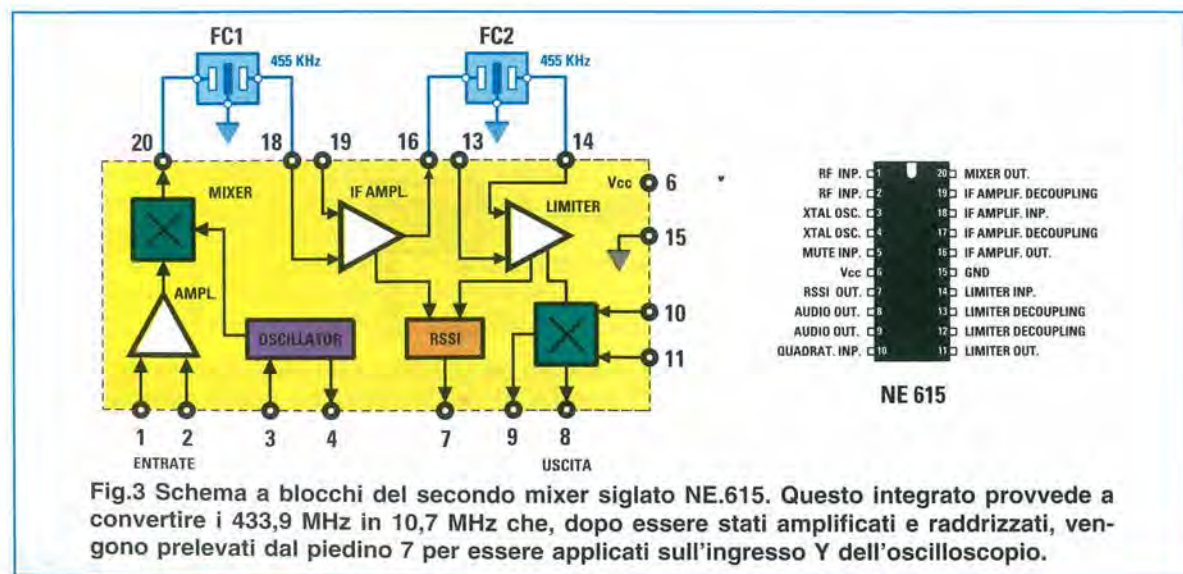 FC1
FC2
455 KHz
455 KHz
20
18
19
16
13
14
MIXER
IF AMPL.
LIMITER
Vcc
6
15
AMPL.
OSCILLATOR
RSSI
10
11
1
2
3
4
7
9
8
ENTRATE
USCITA
RF INP. 1 20 MIXER OUT.
RF INP. 2 19 IF AMPLIF. DECOUPLING
XTAL OSC. 3 18 IF AMPLIF. INP.
XTAL OSC. 4 17 IF AMPLIF. DECOUPLING
MUTE INP. 5 16 IF AMPLIF. OUT.
Vcc 6 15 GND
RSSI OUT. 7 14 LIMITER INP.
AUDIO OUT. 8 13 LIMITER DECOUPLING
AUDIO OUT. 9 12 LIMITER DECOUPLING
QUADRAT. INP. 10 11 LIMITER OUT.
NE 615
Fig.3 Schema a blocchi del secondo mixer siglato NE.615. Questo integrato provvede a
convertire i 433,9 MHz in 10,7 MHz che, dopo essere stati amplificati e raddrizzati, ven-
gono prelevati dal piedino 7 per essere applicati sull'ingresso Y dell'oscilloscopio.